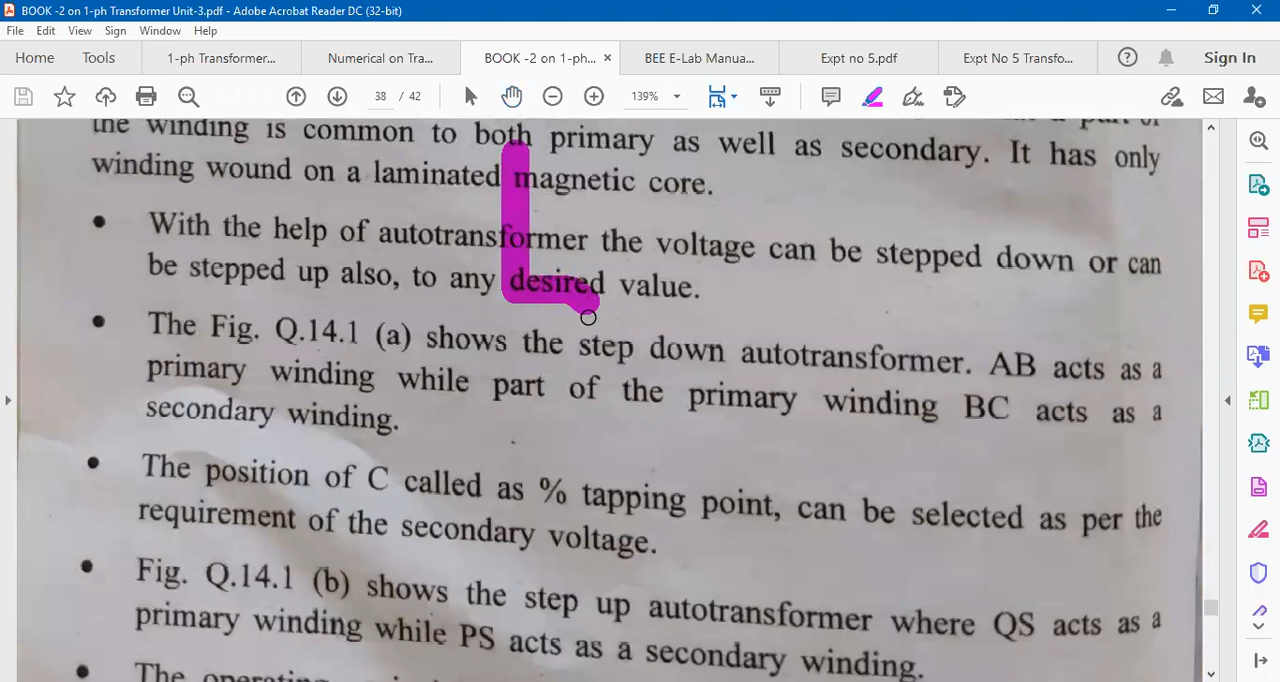 BOOK -2 on 1-ph Transformer Unit-3.pdf - Adobe Acrobat Reader DC (32-bit)
File Edit View Sign Window Help
Home Tools 1-ph Transformer... Numerical on Tra... BOOK -2 on 1-ph... × BEE E-Lab Manua... Expt no 5.pdf Expt No 5 Transfo... Sign In
38 / 42 139%
the winding is common to both primary as well as secondary. It has only
winding wound on a laminated magnetic core.
• With the help of autotransformer the voltage can be stepped down or can
be stepped up also, to any desired value.
• The Fig. Q.14.1 (a) shows the step down autotransformer. AB acts as a
primary winding while part of the primary winding BC acts as a
secondary winding.
• The position of C called as % tapping point, can be selected as per the
requirement of the secondary voltage.
• Fig. Q.14.1 (b) shows the step up autotransformer where QS acts as a
primary winding while PS acts as a secondary winding.
• The operating